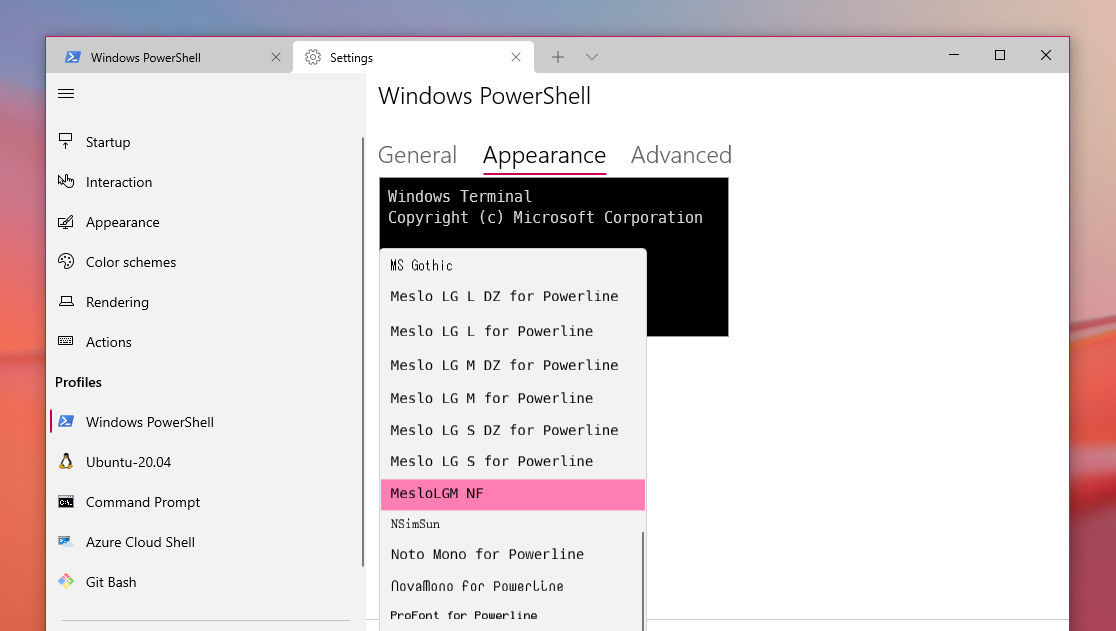 Windows PowerShell
Settings
Windows PowerShell
General Appearance Advanced
Windows Terminal
Copyright (c) Microsoft Corporation
Startup
Interaction
Appearance
Color schemes
Rendering
Actions
Profiles
Windows PowerShell
Ubuntu-20.04
Command Prompt
Azure Cloud Shell
Git Bash
MS Gothic
Meslo LG L DZ for Powerline
Meslo LG L for Powerline
Meslo LG M DZ for Powerline
Meslo LG M for Powerline
Meslo LG S DZ for Powerline
Meslo LG S for Powerline
MesloLGM NF
NSimSun
Noto Mono for Powerline
NovaMono for Powerline
ProFont for Powerline